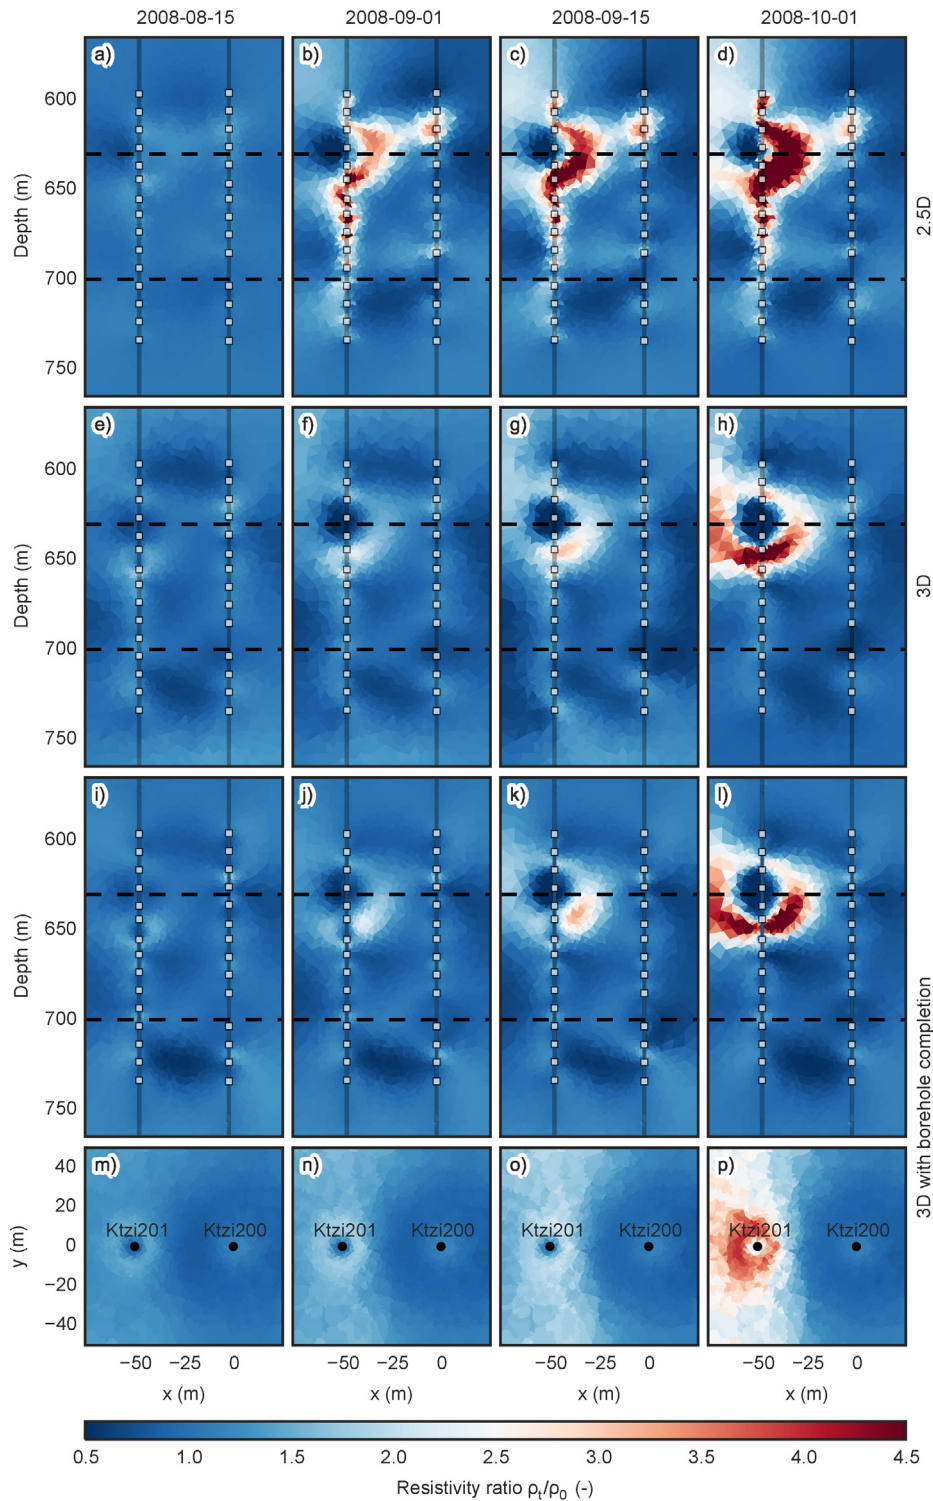 2008-08-15 2008-09-01 2008-09-15 2008-10-01
a) b) c) d)
600
650
700
750
Depth (m)
2.5D
e) f) g) h)
600
650
700
750
Depth (m)
3D
i) j) k) l)
600
650
700
750
Depth (m)
3D with borehole completion
m) n) o) p)
40
20
0
−20
−40
y (m)
Ktzi201 Ktzi200 Ktzi201 Ktzi200 Ktzi201 Ktzi200 Ktzi201 Ktzi200
−50 −25 0 −50 −25 0 −50 −25 0 −50 −25 0
x (m) x (m) x (m) x (m)
0.5 1.0 1.5 2.0 2.5 3.0 3.5 4.0 4.5
Resistivity ratio ρt/ρ0 (-)